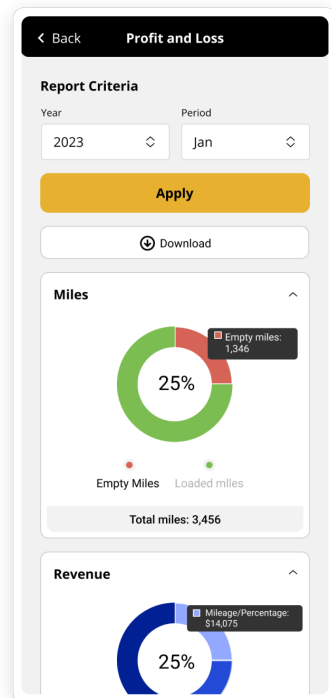 Back Profit and Loss
Report Criteria
Year Period
2023 Jan
Apply
Download
Miles
Empty miles:
1,346
25%
Empty Miles Loaded mlles
Total miles: 3,456
Revenue
Mileage/Percentage:
$14,075
25%